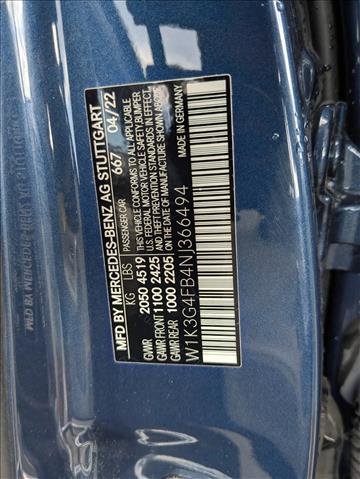 MFD BY MERCEDES-BENZ AG STUTTGART
PASSENGER CAR 667 04/22
KG LBS
GVWR 2050 4519
GAWR FRONT 1100 2425
GAWR REAR 1000 2205
THIS VEHICLE CONFORMS TO ALL APPLICABLE
U.S. FEDERAL MOTOR VEHICLE SAFETY, BUMPER
AND THEFT PREVENTION STANDARDS IN EFFECT
ON THE DATE OF MANUFACTURE SHOWN ABOVE.
MADE IN GERMANY
W1K3G4FB4NJ366494